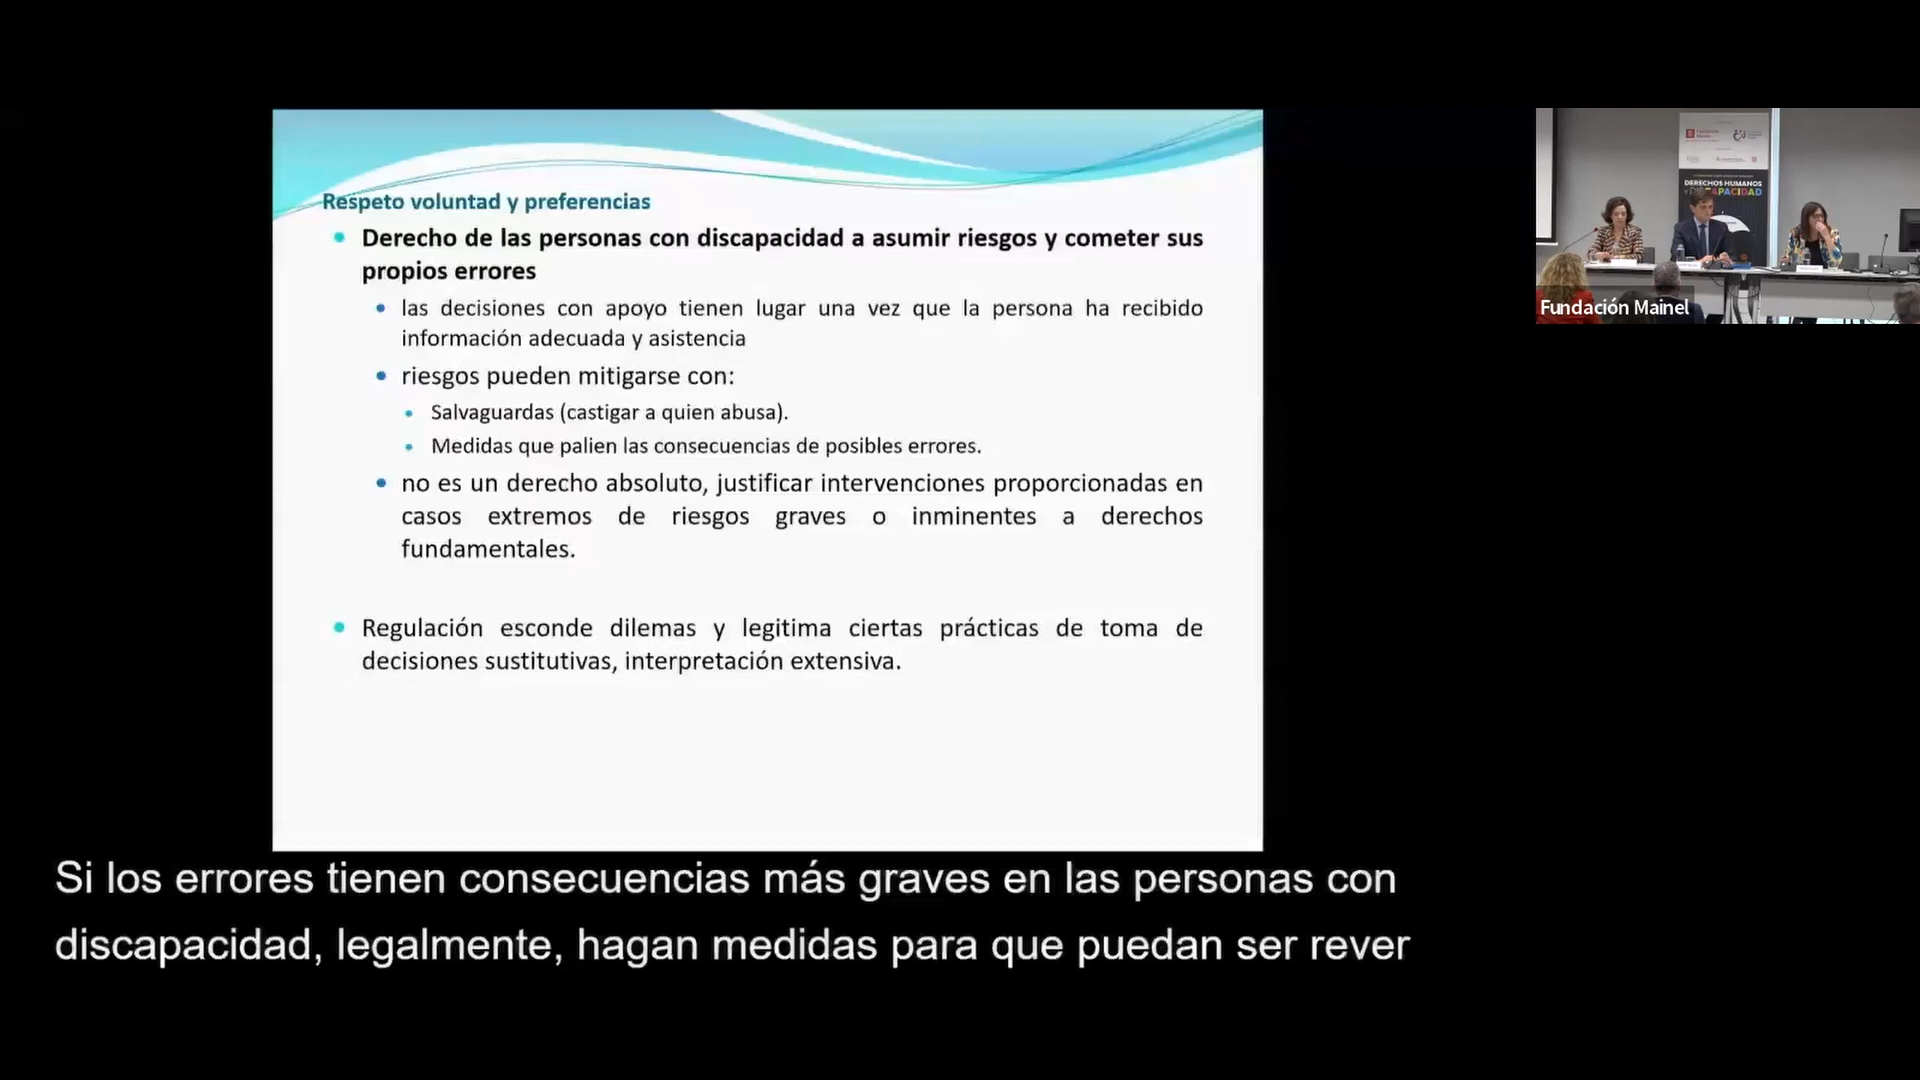 Respeto voluntad y preferencias
Derecho de las personas con discapacidad a asumir riesgos y cometer sus
propios errores
las decisiones con apoyo tienen lugar una vez que la persona ha recibido
información adecuada y asistencia
riesgos pueden mitigarse con:
Salvaguardas (castigar a quien abusa).
Medidas que palien las consecuencias de posibles errores.
no es un derecho absoluto, justificar intervenciones proporcionadas en
casos extremos de riesgos graves o inminentes a derechos
fundamentales.
Regulación esconde dilemas y legitima ciertas prácticas de toma de
decisiones sustitutivas, interpretación extensiva.
DERECHOS HUMANOS
Y DISCAPACIDAD
Fundación Mainel
Si los errores tienen consecuencias más graves en las personas con
discapacidad, legalmente, hagan medidas para que puedan ser rever